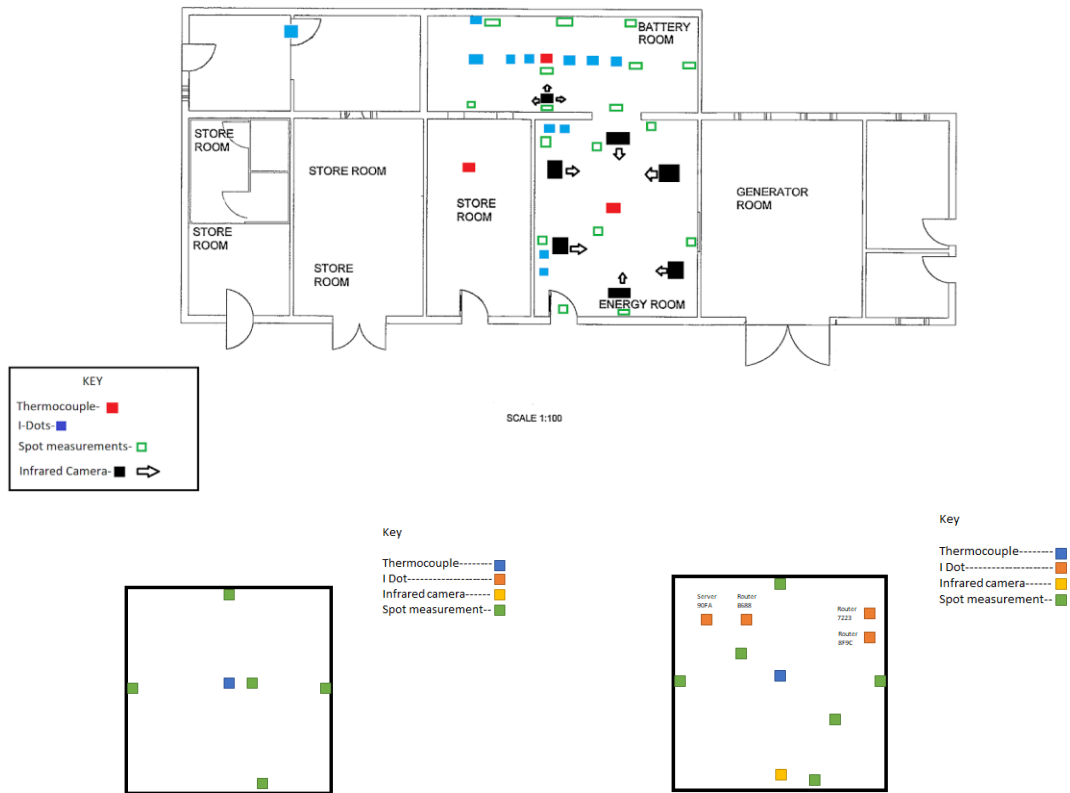 BATTERY
ROOM
STORE
ROOM
STORE ROOM
STORE
ROOM
GENERATOR
ROOM
STORE
ROOM
STORE
ROOM
ENERGY ROOM
KEY
Thermocouple-
I-Dots-
Spot measurements-
Infrared Camera-
SCALE 1:100
Key
Thermocouple--------
I Dot--------------------
Infrared camera------
Spot measurement--
Key
Thermocouple--------
I Dot--------------------
Infrared camera------
Spot measurement--
Server
90FA
Router
B688
Router
7223
Router
8F9C